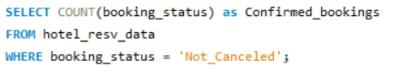 SELECT COUNT(booking_status) as Confirmed_bookings
FROM hotel_resv_data
WHERE booking_status = 'Not_Canceled';